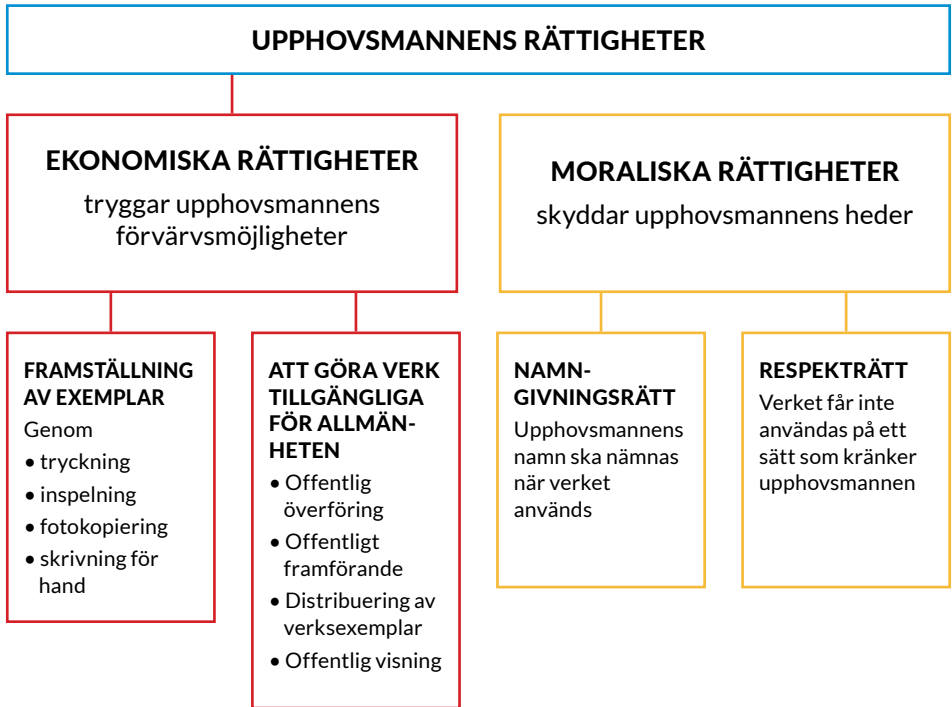 UPPHOVSMANNENS RÄTTIGHETER
EKONOMISKA RÄTTIGHETER
tryggar upphovsmannens
förvärvsmöjligheter
MORALISKA RÄTTIGHETER
skyddar upphovsmannens heder
FRAMSTÄLLNING
AV EXEMPLAR
Genom
• tryckning
• inspelning
• fotokopiering
• skrivning för
hand
ATT GÖRA VERK
TILLGÄNGLIGA
FÖR ALLMÄN-
HETEN
• Offentlig
överföring
• Offentligt
framförande
• Distribuering av
verksexemplar
• Offentlig visning
NAMN-
GIVNINGSRÄTT
Upphovsmannens
namn ska nämnas
när verket
används
RESPEKTRÄTT
Verket får inte
användas på ett
sätt som kränker
upphovsmannen